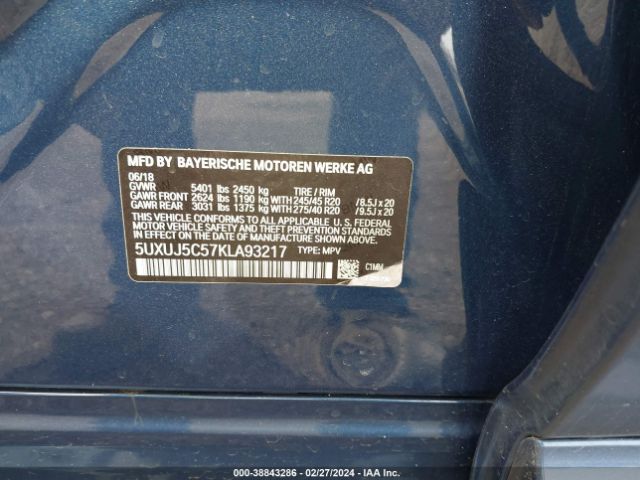 MFD BY BAYERISCHE MOTOREN WERKE AG
06/18
GVWR 5401 lbs 2450 kg TIRE / RIM
GAWR FRONT 2624 lbs 1190 kg WITH 245/45 R20 /8.5J x 20
GAWR REAR 3031 lbs 1375 kg WITH 275/40 R20 /9.5J x 20
THIS VEHICLE CONFORMS TO ALL APPLICABLE U. S. FEDERAL
MOTOR VEHICLE SAFETY AND THEFT PREVENTION STANDARDS
IN EFFECT ON THE DATE OF MANUFACTURE SHOWN ABOVE.
5UXUJ5C57KLA93217 TYPE: MPV
C1MM
000-38843286 - 02/27/2024 - IAA Inc.